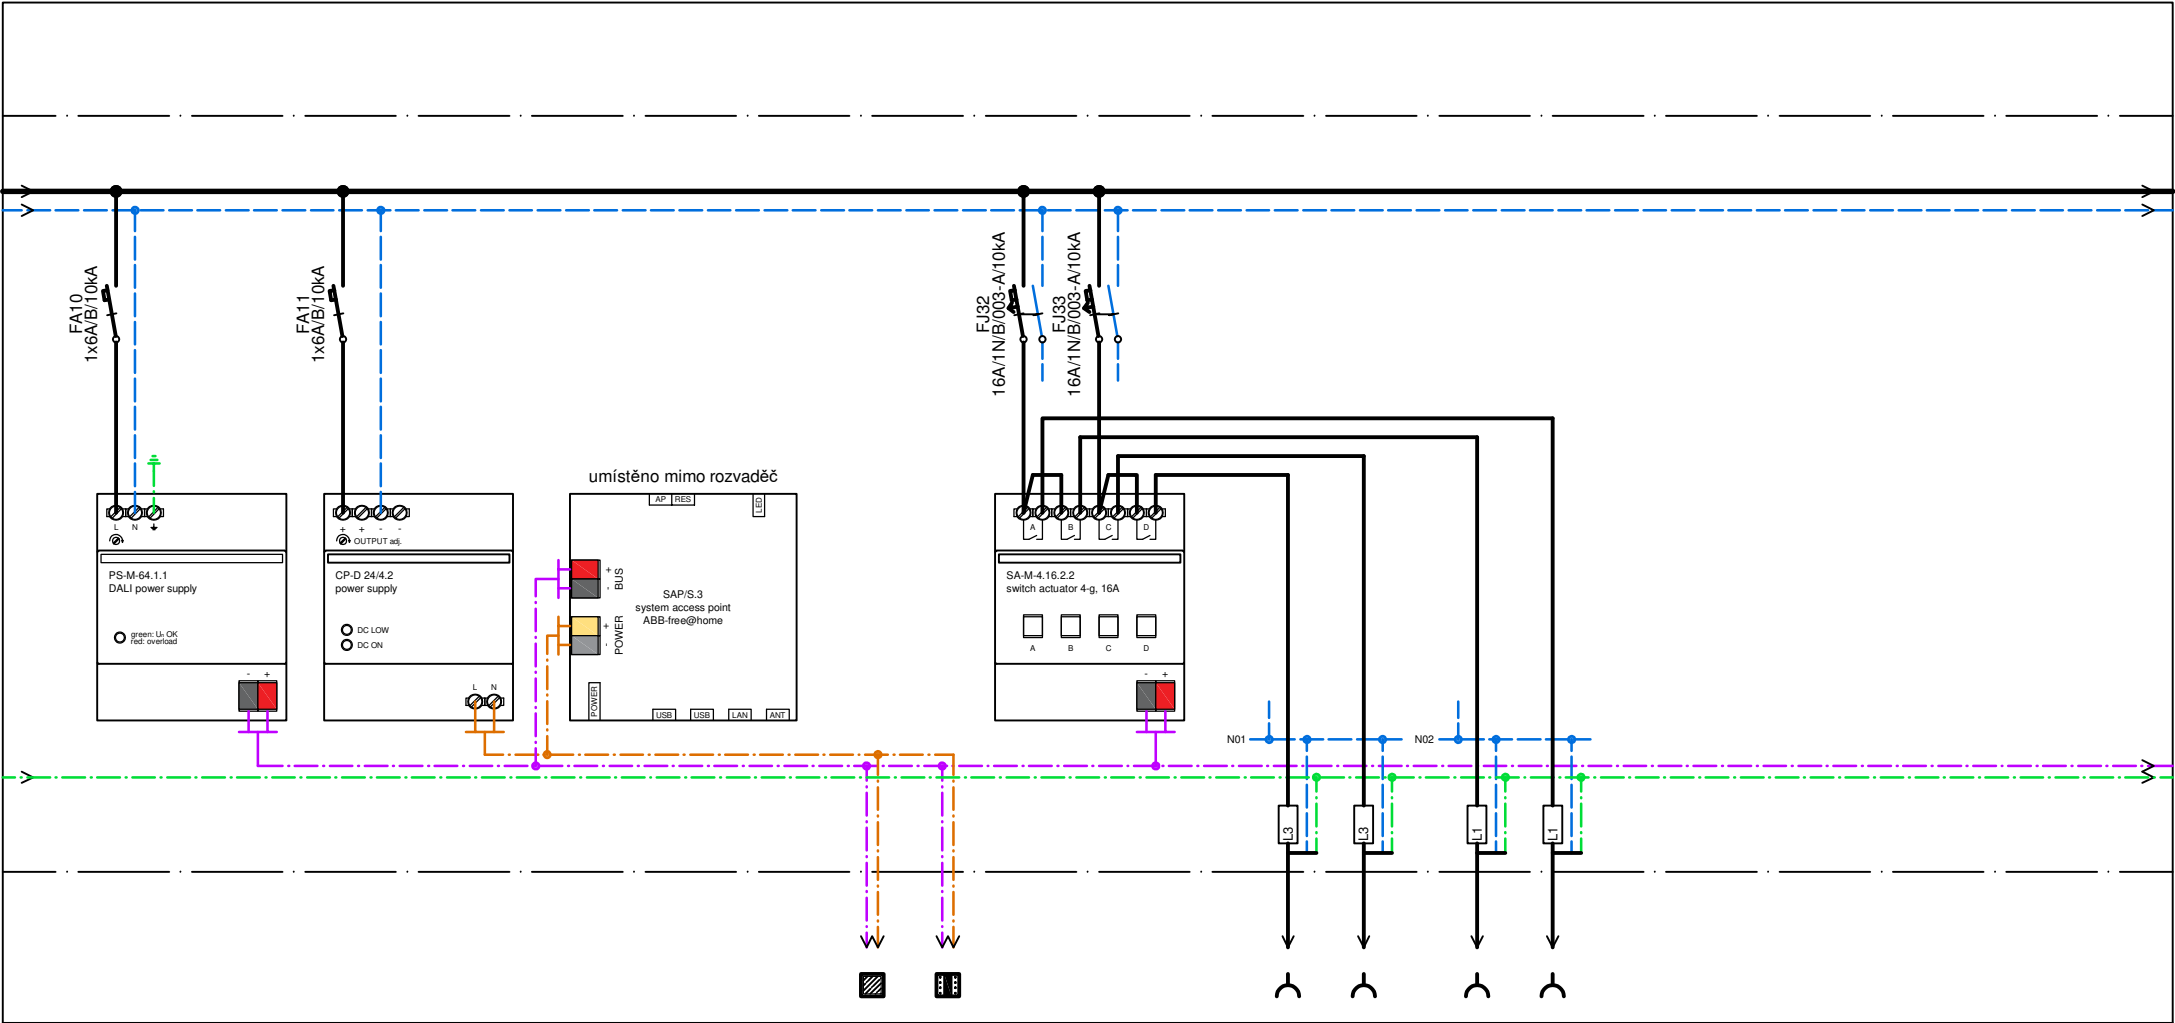 FA10
1x6A/B/10kA
FA11
1x6A/B/10kA
FJ32
16A/1N/B/003-A/10kA
FJ33
16A/1N/B/003-A/10kA
L N
PS-M-64.1.1
DALI power supply
green: Uₙ OK
red: overload
- +
+ + - -
OUTPUT adj.
CP-D 24/4.2
power supply
DC LOW
DC ON
L N
umístěno mimo rozvaděč
AP RES LED
+
-
BUS
+
-
POWER
SAP/S.3
system access point
ABB-free@home
POWER
USB USB LAN ANT
A B C D
SA-M-4.16.2.2
switch actuator 4-g, 16A
A B C D
- +
N01
N02
L3
L3
L1
L1